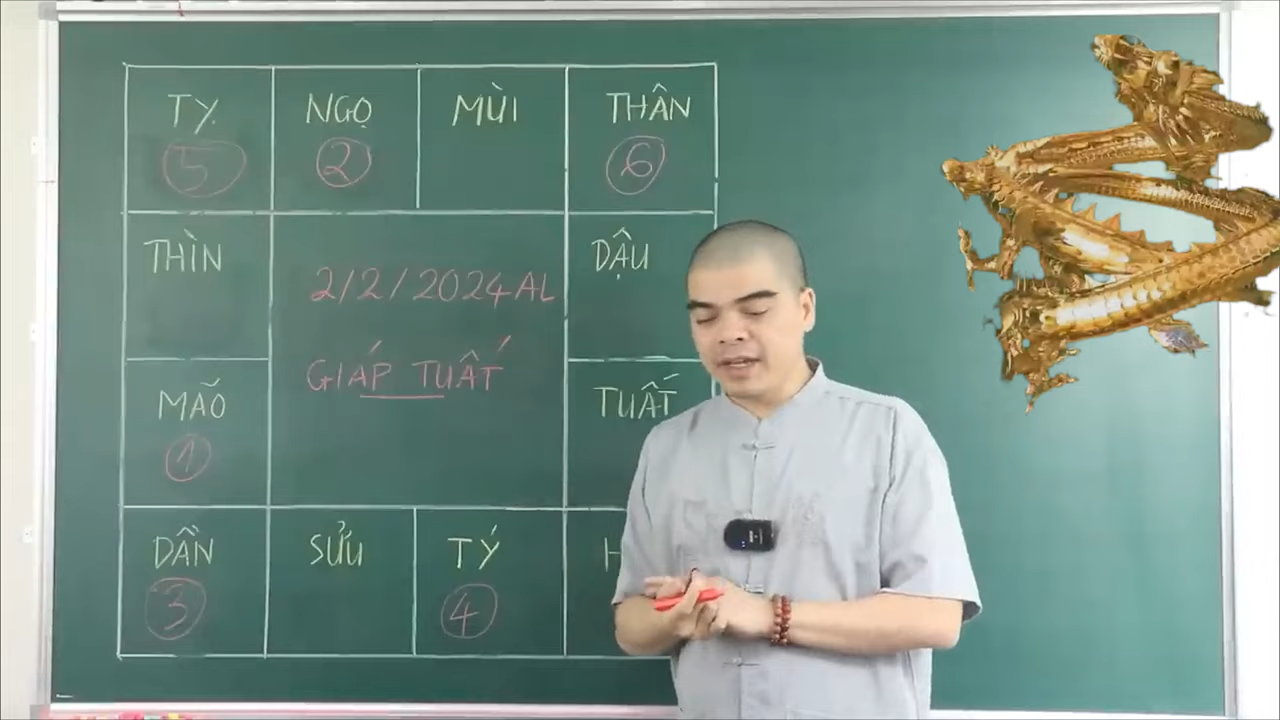 TỴ
5
NGỌ
2
MÙI
THÂN
6
THÌN
DẬU
2/2/2024 AL
GIÁP TUẤT
MÃO
1
TUẤT
DẦN
3
SỬU
TÝ
4
H